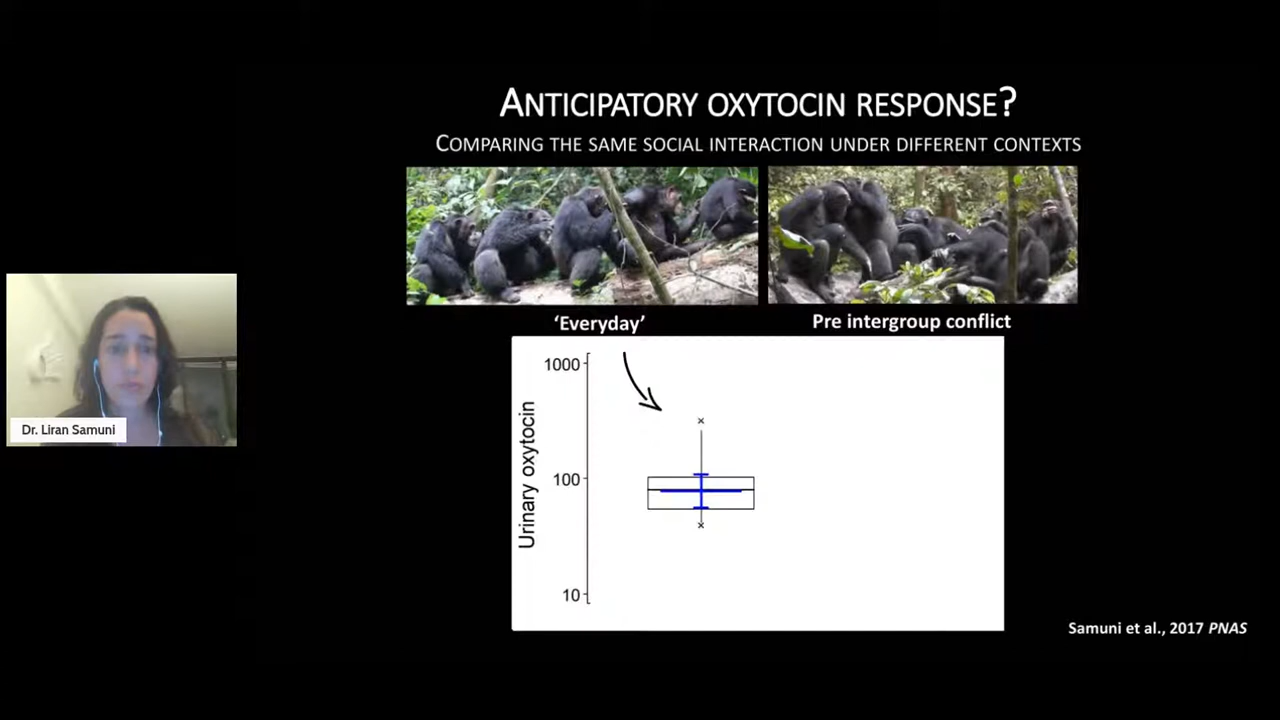 ANTICIPATORY OXYTOCIN RESPONSE?
COMPARING THE SAME SOCIAL INTERACTION UNDER DIFFERENT CONTEXTS
'Everyday'
Pre intergroup conflict
1000
100
10
Urinary oxytocin
Dr. Liran Samuni
Samuni et al., 2017 PNAS